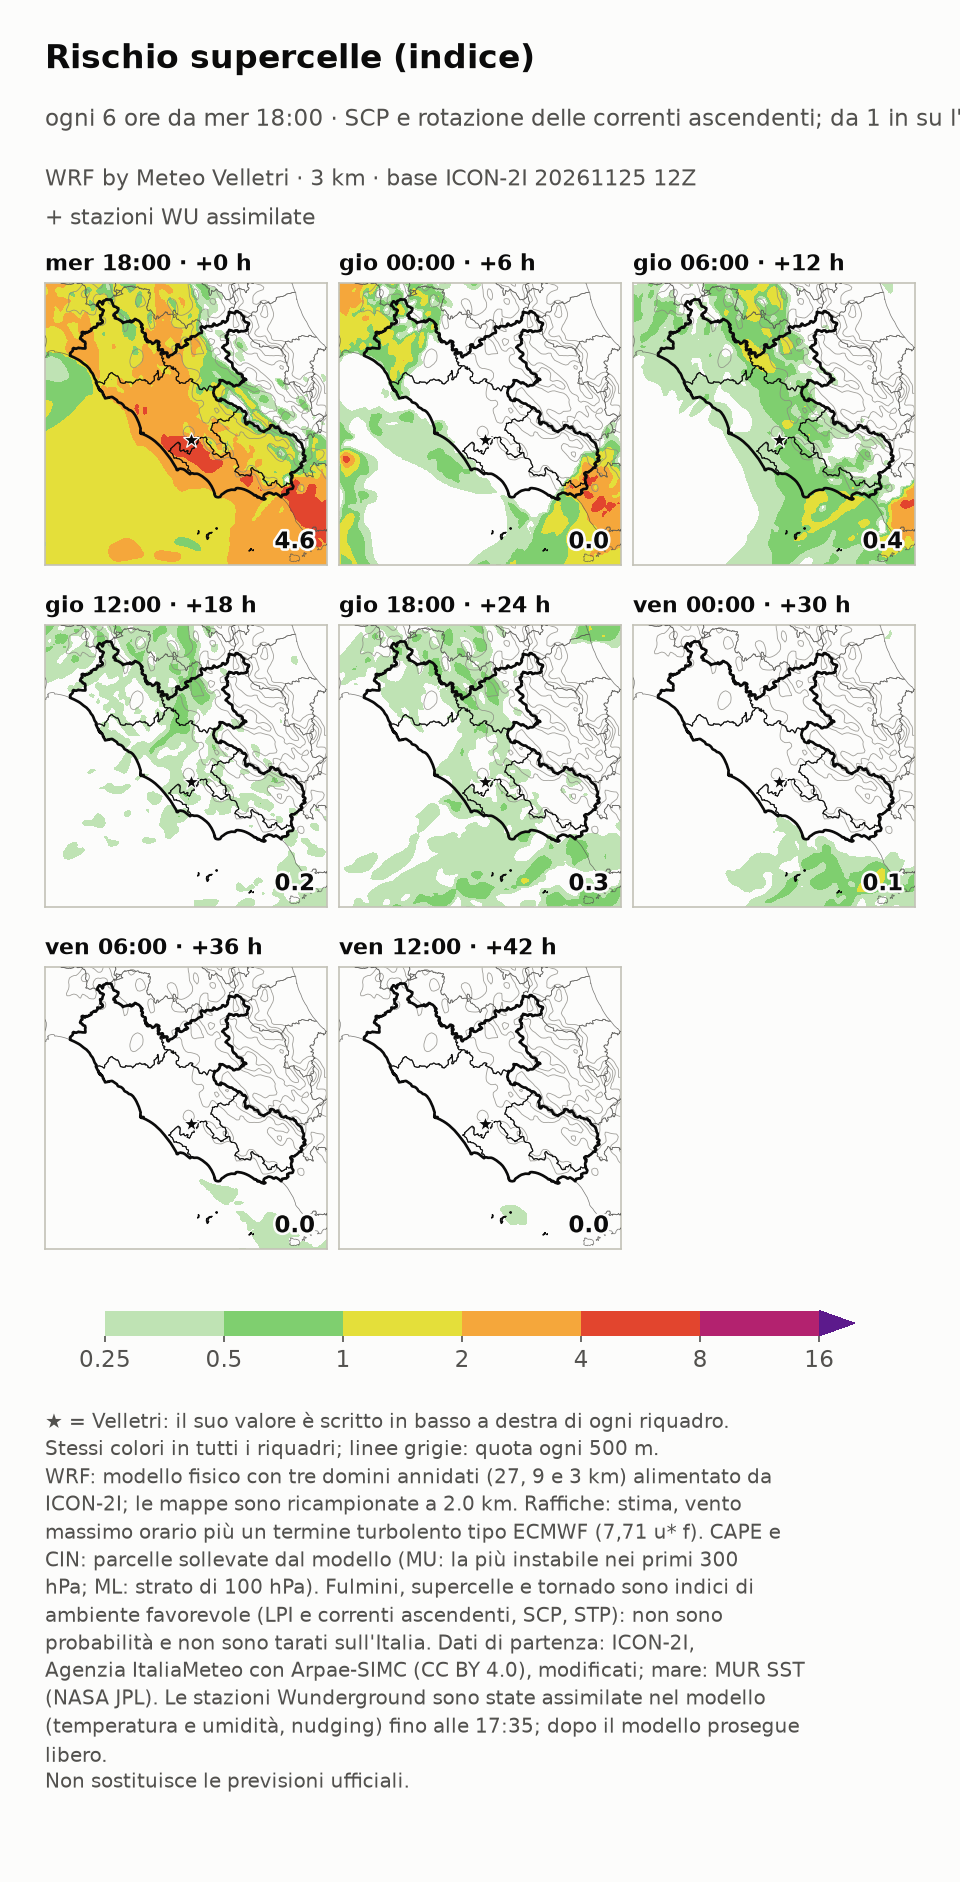 Rischio supercelle (indice)
ogni 6 ore da mer 18:00 · SCP e rotazione delle correnti ascendenti; da 1 in su l'
WRF by Meteo Velletri · 3 km · base ICON-2I 20261125 12Z
+ stazioni WU assimilate
mer 18:00 · +0 h
gio 00:00 · +6 h
gio 06:00 · +12 h
4.6
0.0
0.4
gio 12:00 · +18 h
gio 18:00 · +24 h
ven 00:00 · +30 h
0.2
0.3
0.1
ven 06:00 · +36 h
ven 12:00 · +42 h
0.0
0.0
0.25 0.5 1 2 4 8 16
★ = Velletri: il suo valore è scritto in basso a destra di ogni riquadro.
Stessi colori in tutti i riquadri; linee grigie: quota ogni 500 m.
WRF: modello fisico con tre domini annidati (27, 9 e 3 km) alimentato da
ICON-2I; le mappe sono ricampionate a 2.0 km. Raffiche: stima, vento
massimo orario più un termine turbolento tipo ECMWF (7,71 u* f). CAPE e
CIN: parcelle sollevate dal modello (MU: la più instabile nei primi 300
hPa; ML: strato di 100 hPa). Fulmini, supercelle e tornado sono indici di
ambiente favorevole (LPI e correnti ascendenti, SCP, STP): non sono
probabilità e non sono tarati sull'Italia. Dati di partenza: ICON-2I,
Agenzia ItaliaMeteo con Arpae-SIMC (CC BY 4.0), modificati; mare: MUR SST
(NASA JPL). Le stazioni Wunderground sono state assimilate nel modello
(temperatura e umidità, nudging) fino alle 17:35; dopo il modello prosegue
libero.
Non sostituisce le previsioni ufficiali.